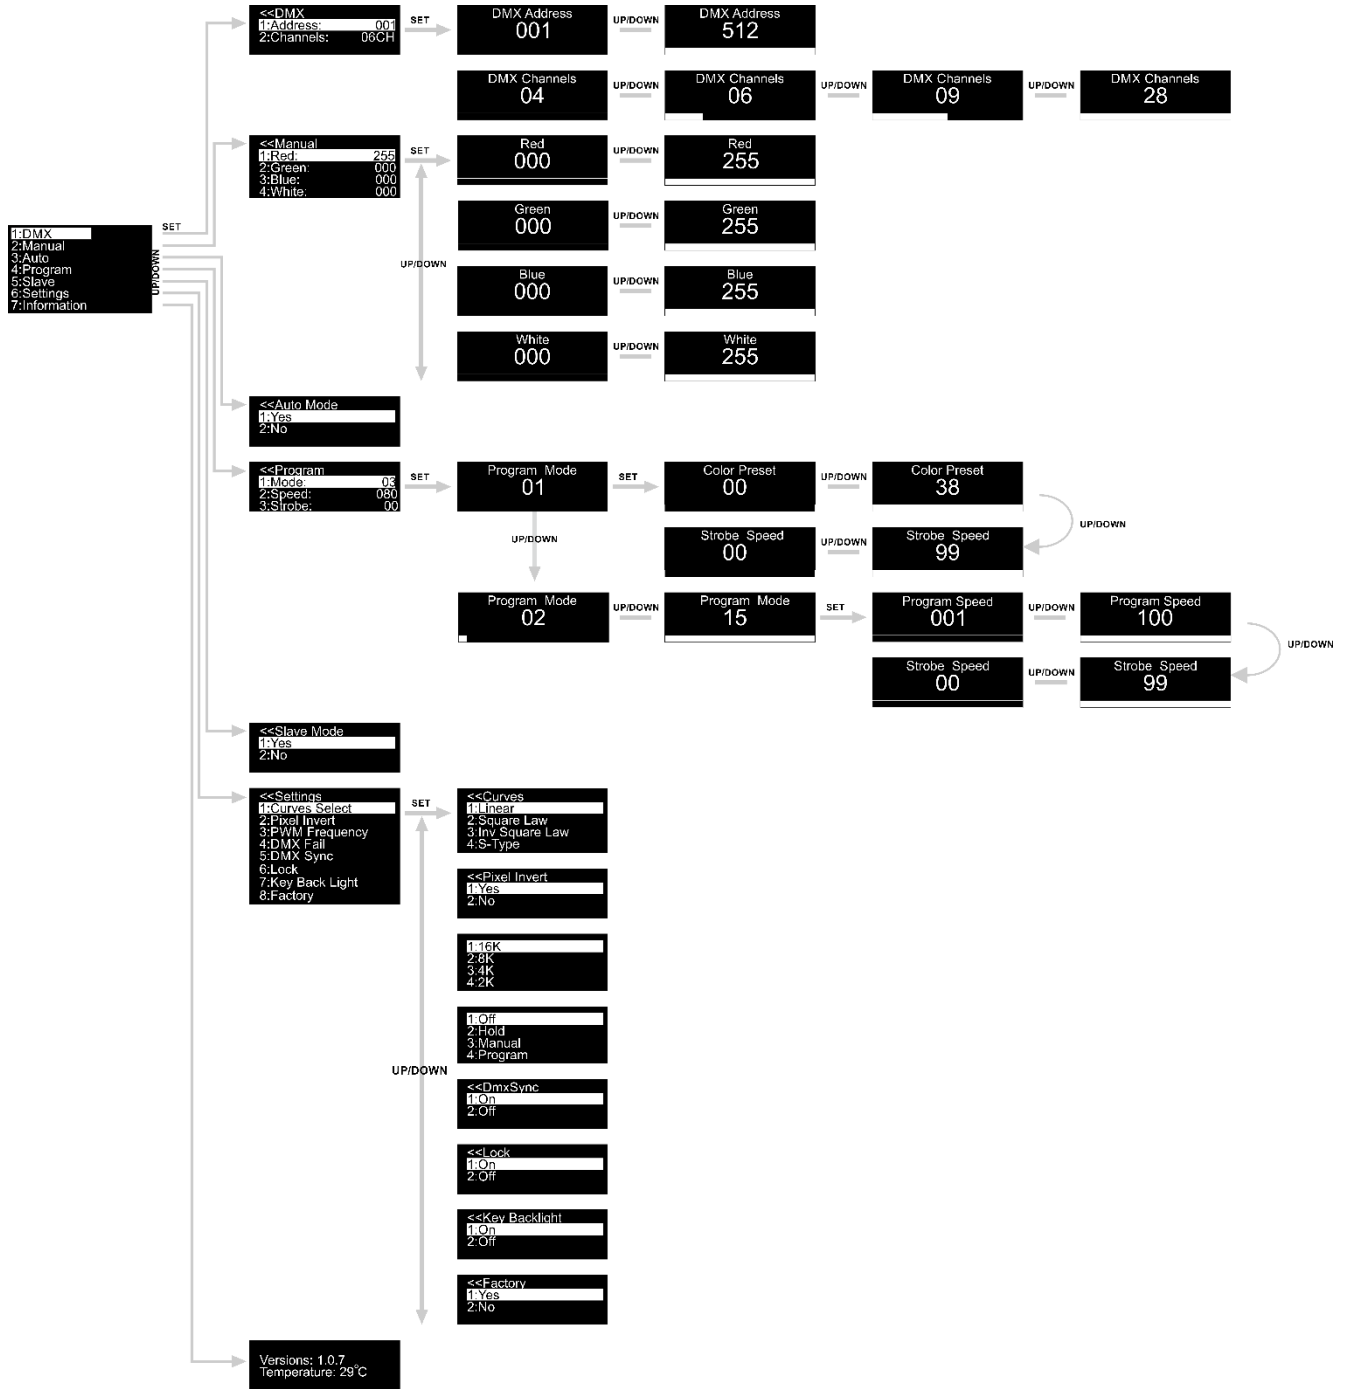 <<DMX
1:Address: 001
2:Channels: 06CH
SET
DMX Address
001
UP/DOWN
DMX Address
512
DMX Channels
04
UP/DOWN
DMX Channels
06
UP/DOWN
DMX Channels
09
UP/DOWN
DMX Channels
28
<<Manual
1:Red: 255
2:Green: 000
3:Blue: 000
4:White: 000
SET
UP/DOWN
Red
000
UP/DOWN
Red
255
Green
000
UP/DOWN
Green
255
Blue
000
UP/DOWN
Blue
255
White
000
UP/DOWN
White
255
1:DMX
2:Manual
3:Auto
4:Program
5:Slave
6:Settings
7:Information
SET
UP/DOWN
<<Auto Mode
1:Yes
2:No
<<Program
1:Mode: 03
2:Speed: 080
3:Strobe: 00
SET
Program Mode
01
SET
Color Preset
00
UP/DOWN
Color Preset
38
UP/DOWN
Strobe Speed
00
UP/DOWN
Strobe Speed
99
UP/DOWN
Program Mode
02
UP/DOWN
Program Mode
15
SET
Program Speed
001
UP/DOWN
Program Speed
100
UP/DOWN
Strobe Speed
00
UP/DOWN
Strobe Speed
99
<<Slave Mode
1:Yes
2:No
<<Settings
1:Curves Select
2:Pixel Invert
3:PWM Frequency
4:DMX Fail
5:DMX Sync
6:Lock
7:Key Back Light
8:Factory
SET
UP/DOWN
<<Curves
1:Linear
2:Square Law
3:Inv Square Law
4:S-Type
<<Pixel Invert
1:Yes
2:No
1:16K
2:8K
3:4K
4:2K
1:Off
2:Hold
3:Manual
4:Program
<<DmxSync
1:On
2:Off
<<Lock
1:On
2:Off
<<Key Backlight
1:On
2:Off
<<Factory
1:Yes
2:No
Versions: 1.0.7
Temperature: 29°C